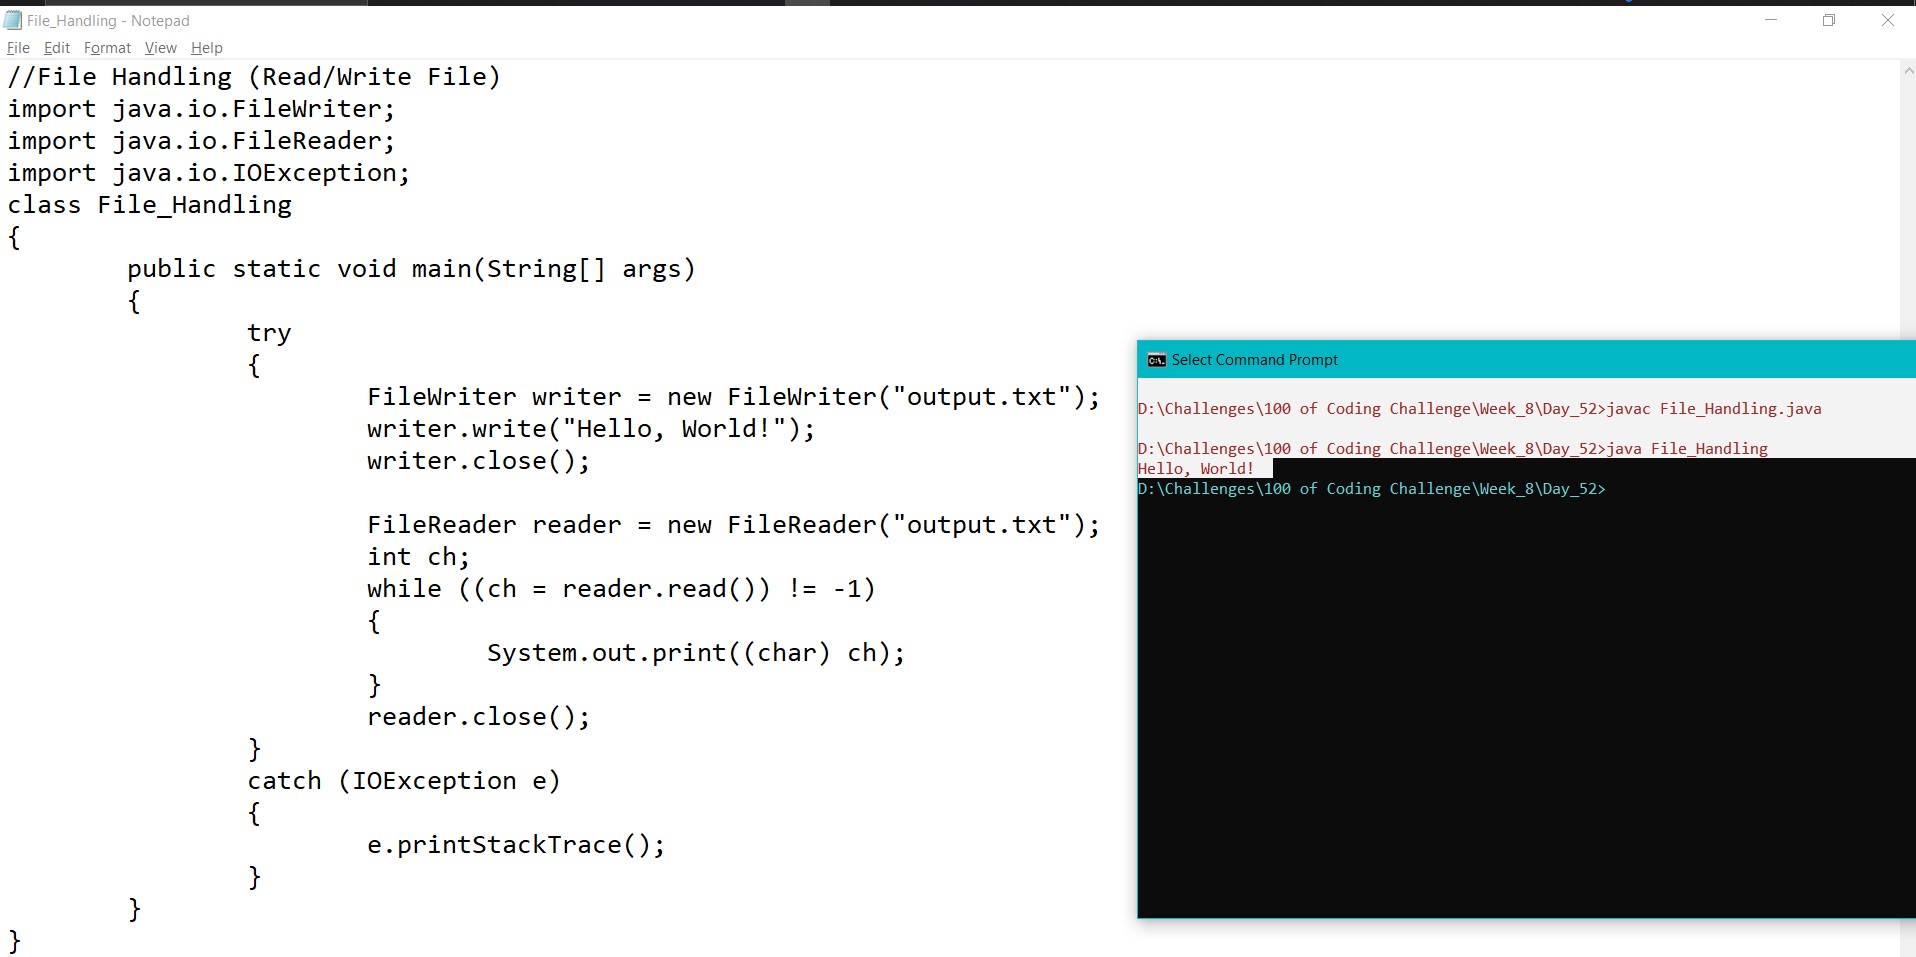 File_Handling - Notepad
File Edit Format View Help
//File Handling (Read/Write File)
import java.io.FileWriter;
import java.io.FileReader;
import java.io.IOException;
class File_Handling
{
        public static void main(String[] args)
        {
                try
                {
                        FileWriter writer = new FileWriter("output.txt");
                        writer.write("Hello, World!");
                        writer.close();

                        FileReader reader = new FileReader("output.txt");
                        int ch;
                        while ((ch = reader.read()) != -1)
                        {
                                System.out.print((char) ch);
                        }
                        reader.close();
                }
                catch (IOException e)
                {
                        e.printStackTrace();
                }
        }
}
C:\.
Select Command Prompt
D:\Challenges\100 of Coding Challenge\Week_8\Day_52>javac File_Handling.java
D:\Challenges\100 of Coding Challenge\Week_8\Day_52>java File_Handling
Hello, World!
D:\Challenges\100 of Coding Challenge\Week_8\Day_52>